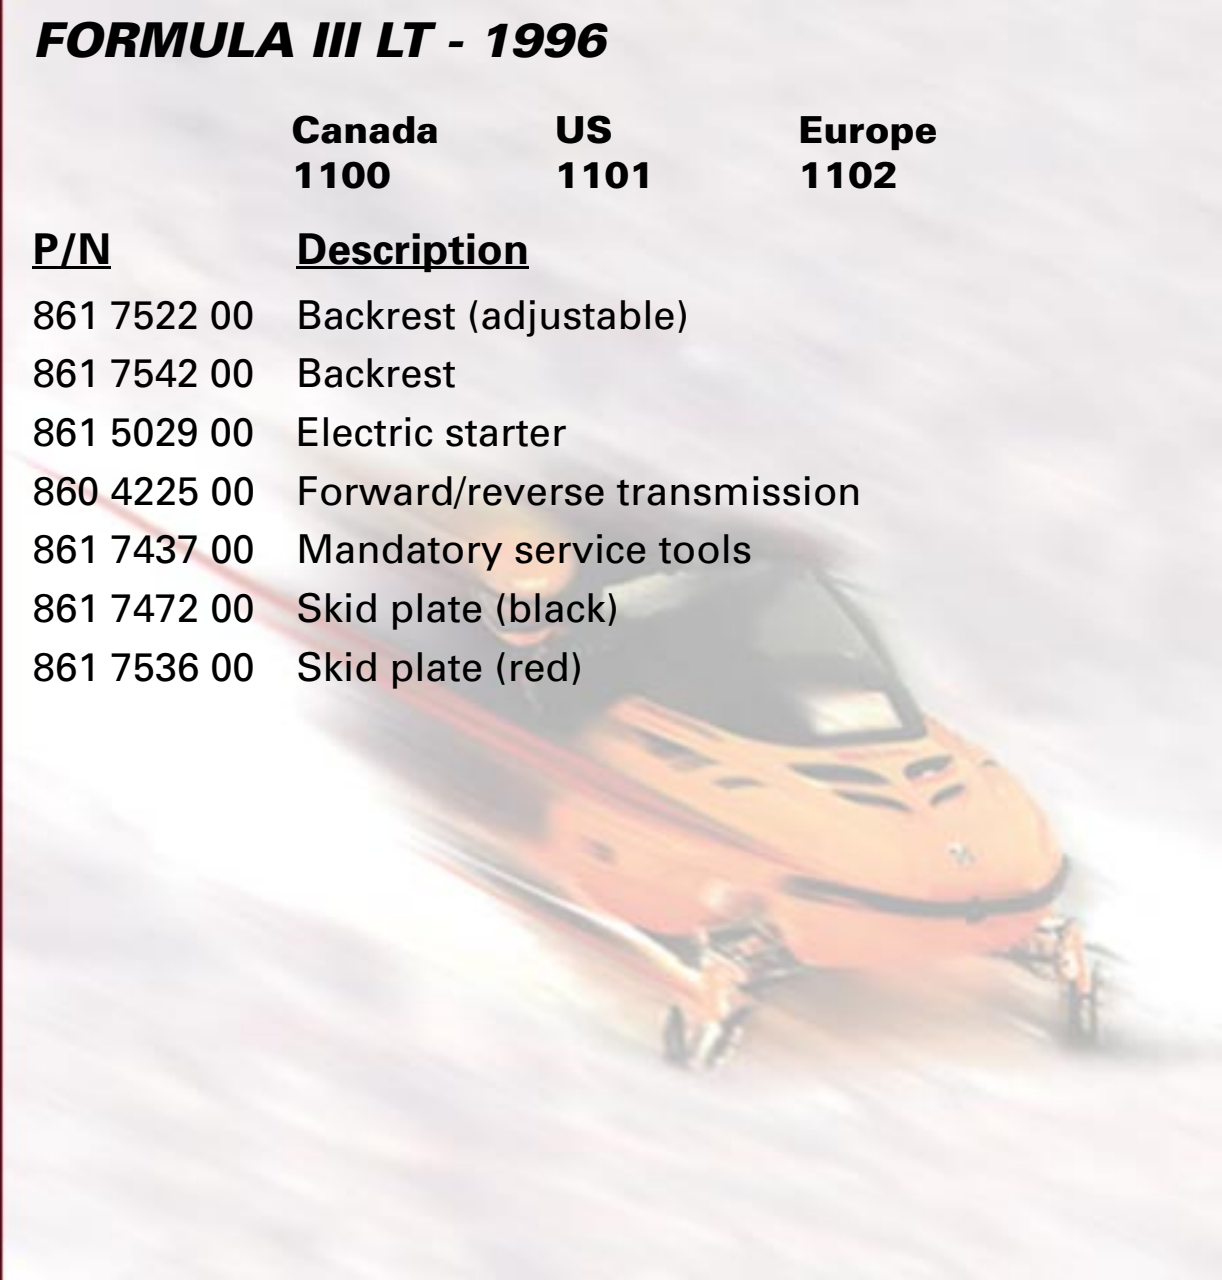 FORMULA III LT - 1996
Canada US Europe
1100 1101 1102
P/N Description
861 7522 00 Backrest (adjustable)
861 7542 00 Backrest
861 5029 00 Electric starter
860 4225 00 Forward/reverse transmission
861 7437 00 Mandatory service tools
861 7472 00 Skid plate (black)
861 7536 00 Skid plate (red)